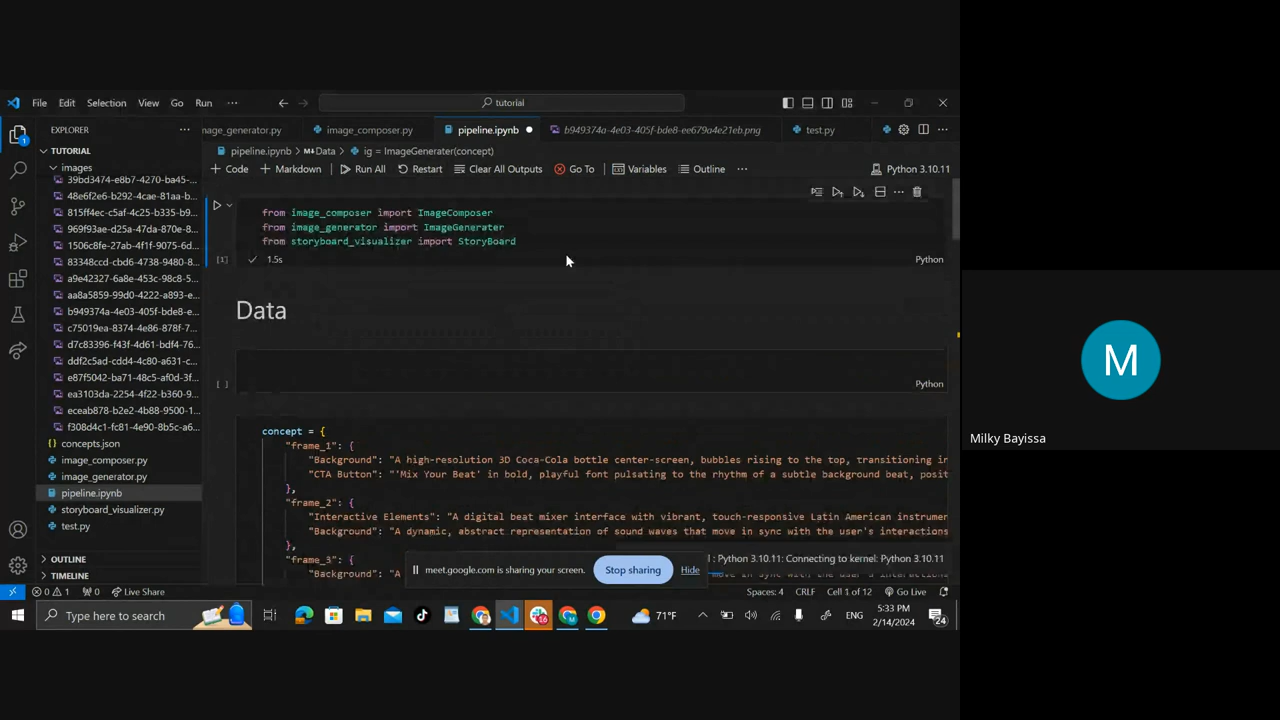 File Edit Selection View Go Run ··· tutorial
EXPLORER ···
mage_generator.py image_composer.py pipeline.ipynb b949374a-4e03-405f-bde8-ee679a4e21eb.png test.py
TUTORIAL
pipeline.ipynb > M↓Data > ig = ImageGenerater(concept)
images
+ Code + Markdown Run All Restart Clear All Outputs Go To Variables Outline ··· Python 3.10.11
39bd3474-e8b7-4270-ba45-...
48e6f2e6-b292-4cae-81aa-b...
815ff4ec-c5af-4c25-b335-b9...
969f93ae-d25a-47da-870e-8...
1506c8fe-27ab-4f1f-9075-6d...
83348ccd-cbd6-4738-9480-8...
a9e42327-6a8e-453c-98c8-5...
aa8a5859-99d0-4222-a893-e...
b949374a-4e03-405f-bde8-e...
c75019ea-8374-4e86-878f-7...
d7c83396-f43f-4d61-bdf4-76...
ddf2c5ad-cdd4-4c80-a631-c...
e87f5042-ba71-48c5-af0d-3f...
ea3103da-2254-4f22-b360-9...
eceab878-b2e2-4b88-9500-1...
f308d4c1-fc81-4e90-8b5c-a6...
concepts.json
image_composer.py
image_generator.py
pipeline.ipynb
storyboard_visualizer.py
test.py
OUTLINE
TIMELINE
from image_composer import ImageComposer
from image_generator import ImageGenerater
from storyboard_visualizer import StoryBoard
[1] 1.5s Python
Data
[ ] Python
concept = {
"frame_1": {
"Background": "A high-resolution 3D Coca-Cola bottle center-screen, bubbles rising to the top, transitioning in
"CTA Button": "'Mix Your Beat' in bold, playful font pulsating to the rhythm of a subtle background beat, posit
},
"frame_2": {
"Interactive Elements": "A digital beat mixer interface with vibrant, touch-responsive Latin American instrumen
"Background": "A dynamic, abstract representation of sound waves that move in sync with the user's interactions
},
"frame_3": {
"Background": "A
meet.google.com is sharing your screen. Stop sharing Hide
: Python 3.10.11: Connecting to kernel: Python 3.10.11
0 1 0 Live Share Spaces: 4 CRLF Cell 1 of 12 Go Live
Type here to search 16 71°F ENG 5:33 PM
2/14/2024 24
M
Milky Bayissa